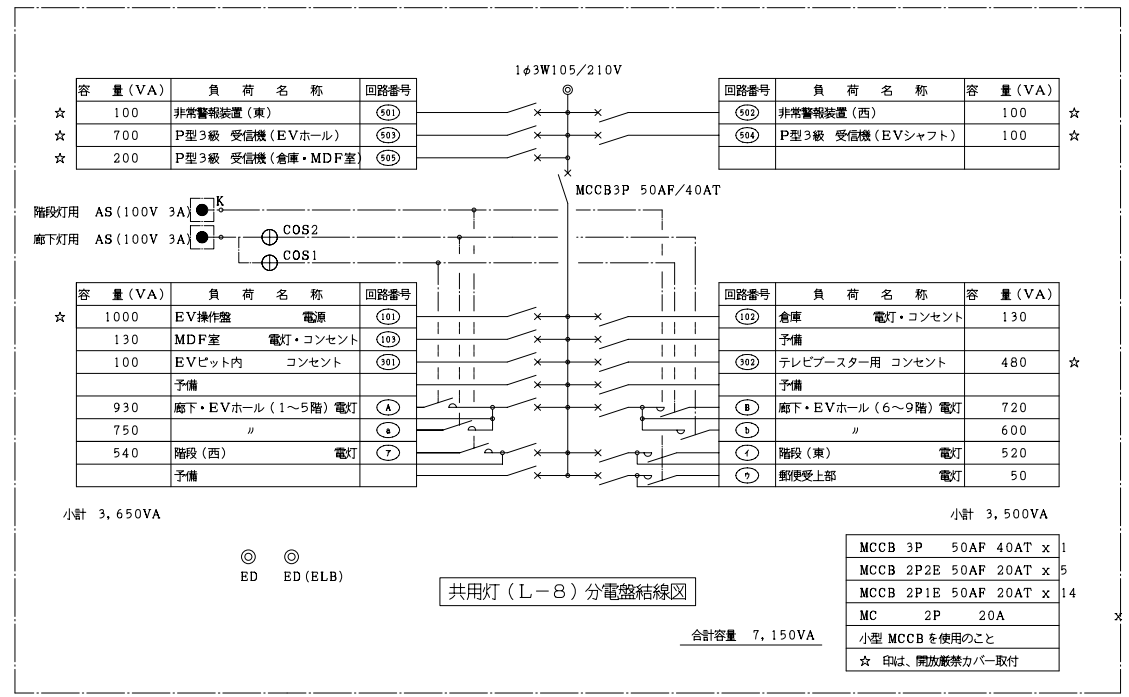 1φ3W105/210V
容 量(VA) 負荷名称 回路番号 回路番号 負荷名称 容 量(VA)
☆ 100 非常警報装置(東) 501 502 非常警報装置(西) 100 ☆
☆ 700 P型3級 受信機(EVホール) 503 504 P型3級 受信機(EVシャフト) 100 ☆
☆ 200 P型3級 受信機(倉庫・MDF室) 505
MCCB3P 50AF/40AT
階段灯用 AS(100V 3A) K
廊下灯用 AS(100V 3A) COS2
COS1
容 量(VA) 負荷名称 回路番号 回路番号 負荷名称 容 量(VA)
☆ 1000 EV操作盤 電源 101 102 倉庫 電灯・コンセント 130
130 MDF室 電灯・コンセント 103 予備
100 EVピット内 コンセント 301 302 テレビブースター用 コンセント 480 ☆
予備 予備
930 廊下・EVホール(1～5階)電灯 A B 廊下・EVホール(6～9階)電灯 720
750 〃 a b 〃 600
540 階段(西) 電灯 ア イ 階段(東) 電灯 520
予備 ウ 郵便受上部 電灯 50
小計 3,650VA 小計 3,500VA
ED ED(ELB)
共用灯(L－8)分電盤結線図
合計容量 7,150VA
MCCB 3P 50AF 40AT x 1
MCCB 2P2E 50AF 20AT x 5
MCCB 2P1E 50AF 20AT x 14
MC 2P 20A x
小型 MCCB を使用のこと
☆ 印は、開放厳禁カバー取付